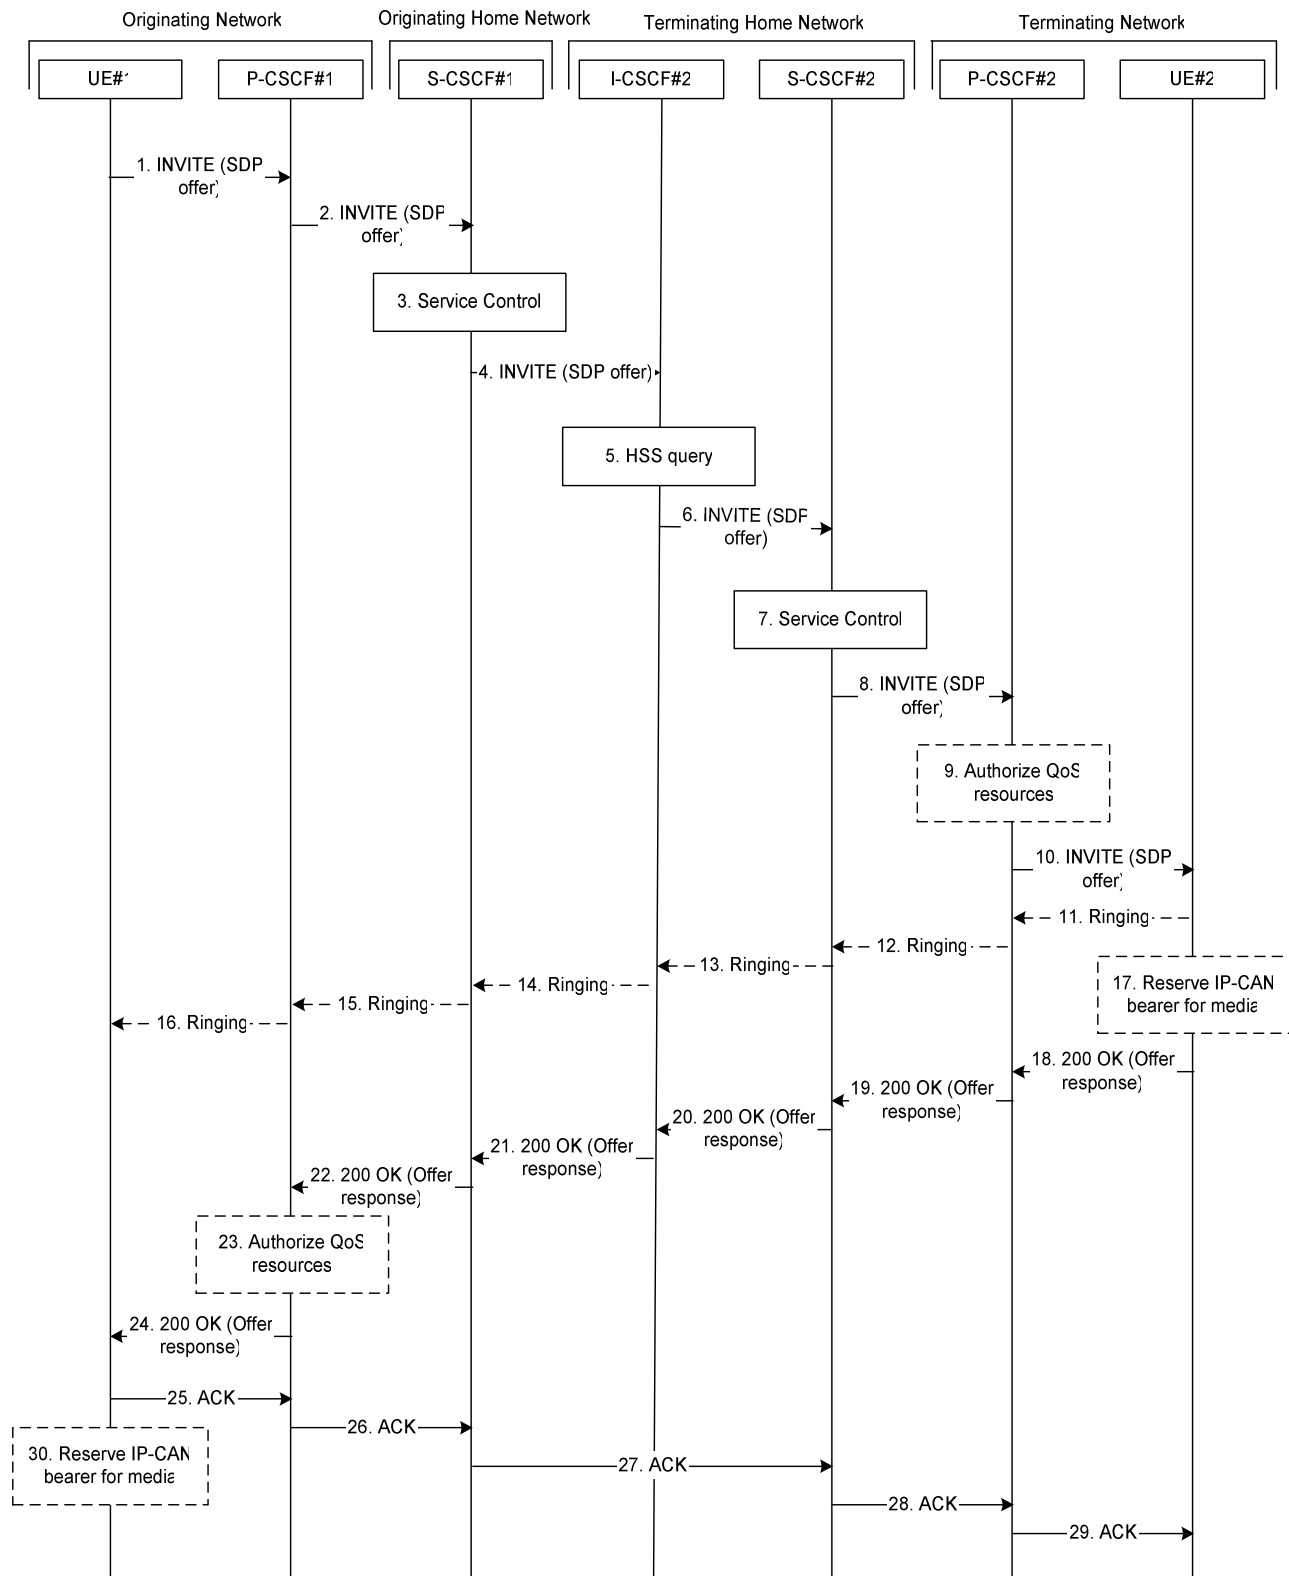 Originating Network
Originating Home Network
Terminating Home Network
Terminating Network
UE#1
P-CSCF#1
S-CSCF#1
I-CSCF#2
S-CSCF#2
P-CSCF#2
UE#2
1. INVITE (SDP
offer)
2. INVITE (SDP
offer)
3. Service Control
4. INVITE (SDP offer)
5. HSS query
6. INVITE (SDP
offer)
7. Service Control
8. INVITE (SDP
offer)
9. Authorize QoS
resources
10. INVITE (SDP
offer)
11. Ringing
12. Ringing
13. Ringing
14. Ringing
15. Ringing
16. Ringing
17. Reserve IP-CAN
bearer for media
18. 200 OK (Offer
response)
19. 200 OK (Offer
response)
20. 200 OK (Offer
response)
21. 200 OK (Offer
response)
22. 200 OK (Offer
response)
23. Authorize QoS
resources
24. 200 OK (Offer
response)
25. ACK
26. ACK
30. Reserve IP-CAN
bearer for media
27. ACK
28. ACK
29. ACK